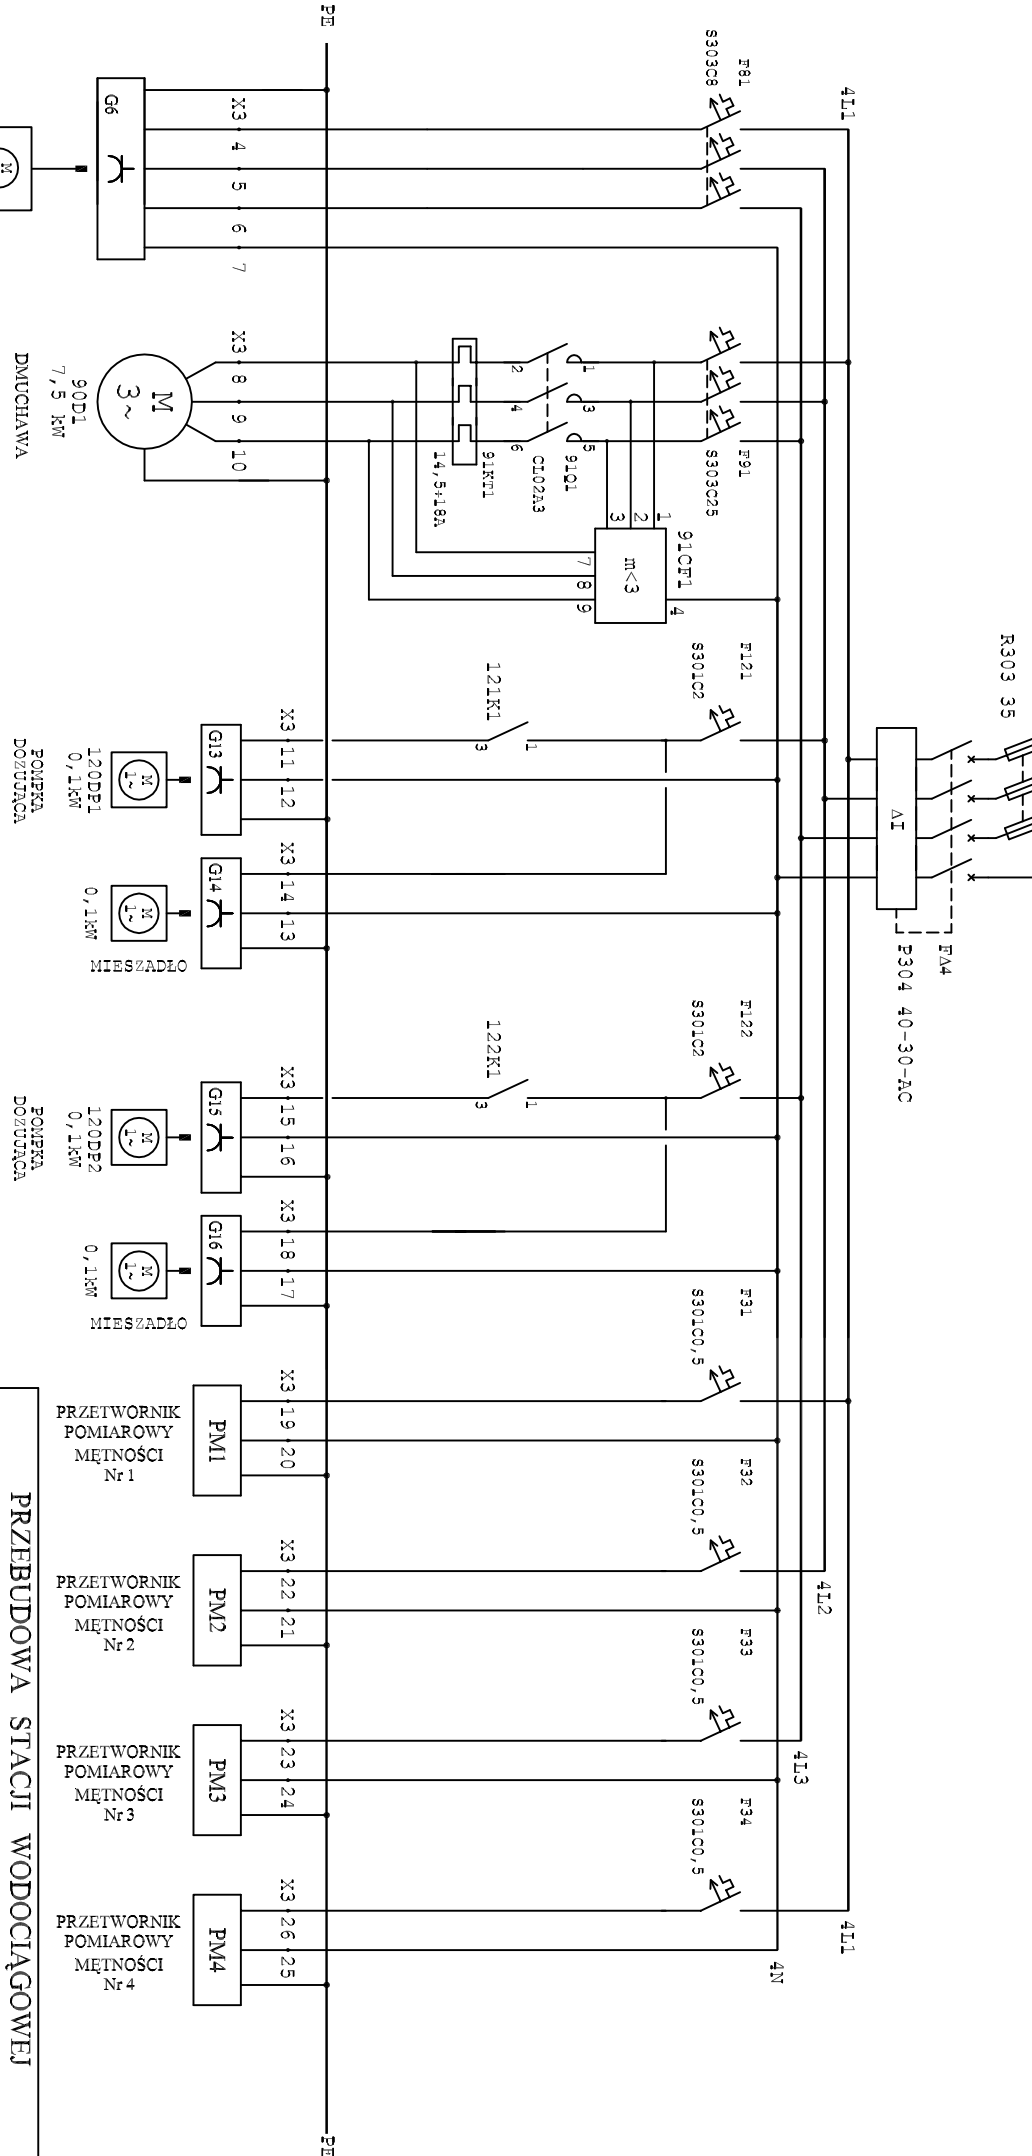 R303 35
FΔ4
P304 40-30-AC
ΔI
4L1
4L2
4L3
4L1
4N
F81
S303C8
F91
S303C25
F121
S301C2
F122
S301C2
F31
S301C0,5
F32
S301C0,5
F33
S301C0,5
F34
S301C0,5
91CF1
1
2
3
4
m<3
7
8
9
1
3
5
91Q1
CL02A3
2
4
6
91KT1
14,5÷18A
121K1
1
3
122K1
1
3
PE
PE
X3 4 5 6 7
X3 8 9 10
X3 11 12
X3 14 13
X3 15 16
X3 18 17
X3 19 20
X3 22 21
X3 23 24
X3 26 25
G6
M
M
3~
90D1
7,5 kW
DMUCHAWA
G13
M
1~
120DP1
0,1kW
POMPKA
DOZUJĄCA
G14
M
1~
0,1kW
MIESZADŁO
G15
M
1~
120DP2
0,1kW
POMPKA
DOZUJĄCA
G16
M
1~
0,1kW
MIESZADŁO
PM1
PRZETWORNIK
POMIAROWY
MĘTNOŚCI
Nr 1
PM2
PRZETWORNIK
POMIAROWY
MĘTNOŚCI
Nr 2
PM3
PRZETWORNIK
POMIAROWY
MĘTNOŚCI
Nr 3
PM4
PRZETWORNIK
POMIAROWY
MĘTNOŚCI
Nr 4
PRZEBUDOWA STACJI WODOCIĄGOWEJ